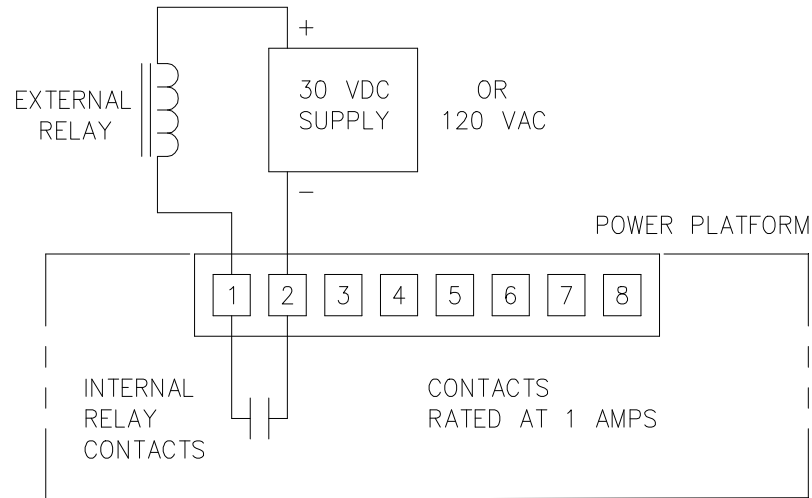 +
30 VDC
SUPPLY
OR
120 VAC
EXTERNAL
RELAY
−
POWER PLATFORM
1 2 3 4 5 6 7 8
INTERNAL
RELAY
CONTACTS
CONTACTS
RATED AT 1 AMPS